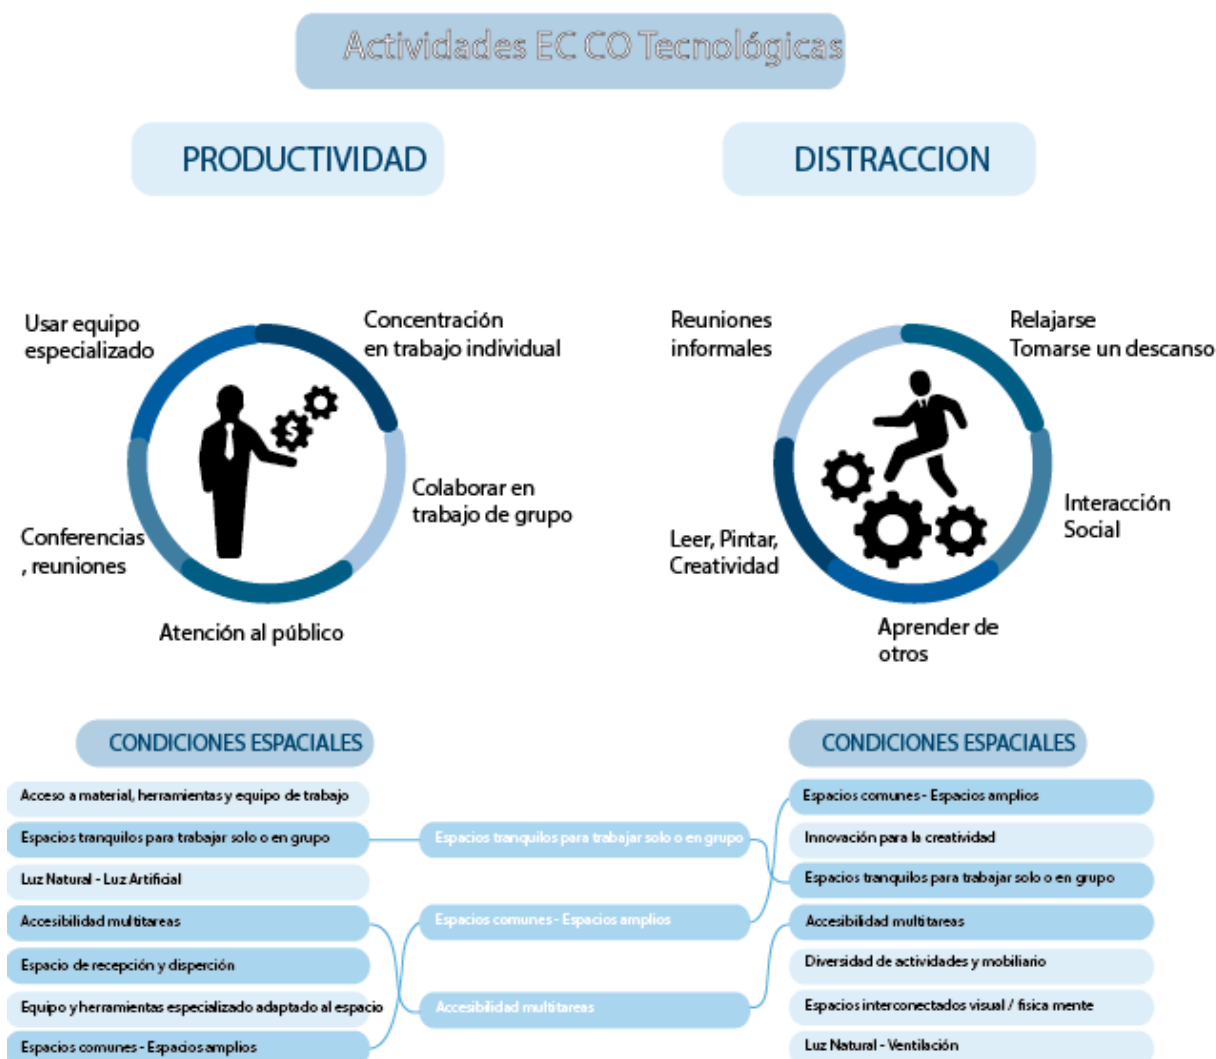 Actividades EC CO Tecnológicas
PRODUCTIVIDAD
DISTRACCION
Usar equipo
especializado
Concentración
en trabajo individual
Colaborar en
trabajo de grupo
Conferencias
, reuniones
Atención al público
$
Reuniones
informales
Relajarse
Tomarse un descanso
Interacción
Social
Leer, Pintar,
Creatividad
Aprender de
otros
CONDICIONES ESPACIALES
Acceso a material, herramientas y equipo de trabajo
Espacios tranquilos para trabajar solo o en grupo
Luz Natural - Luz Artificial
Accesibilidad multitareas
Espacio de recepción y disperción
Equipo y herramientas especializado adaptado al espacio
Espacios comunes - Espacios amplios
Espacios tranquilos para trabajar solo o en grupo
Espacios comunes - Espacios amplios
Accesibilidad multitareas
CONDICIONES ESPACIALES
Espacios comunes - Espacios amplios
Innovación para la creatividad
Espacios tranquilos para trabajar solo o en grupo
Accesibilidad multitareas
Diversidad de actividades y mobiliario
Espacios interconectados visual / fisica mente
Luz Natural - Ventilación